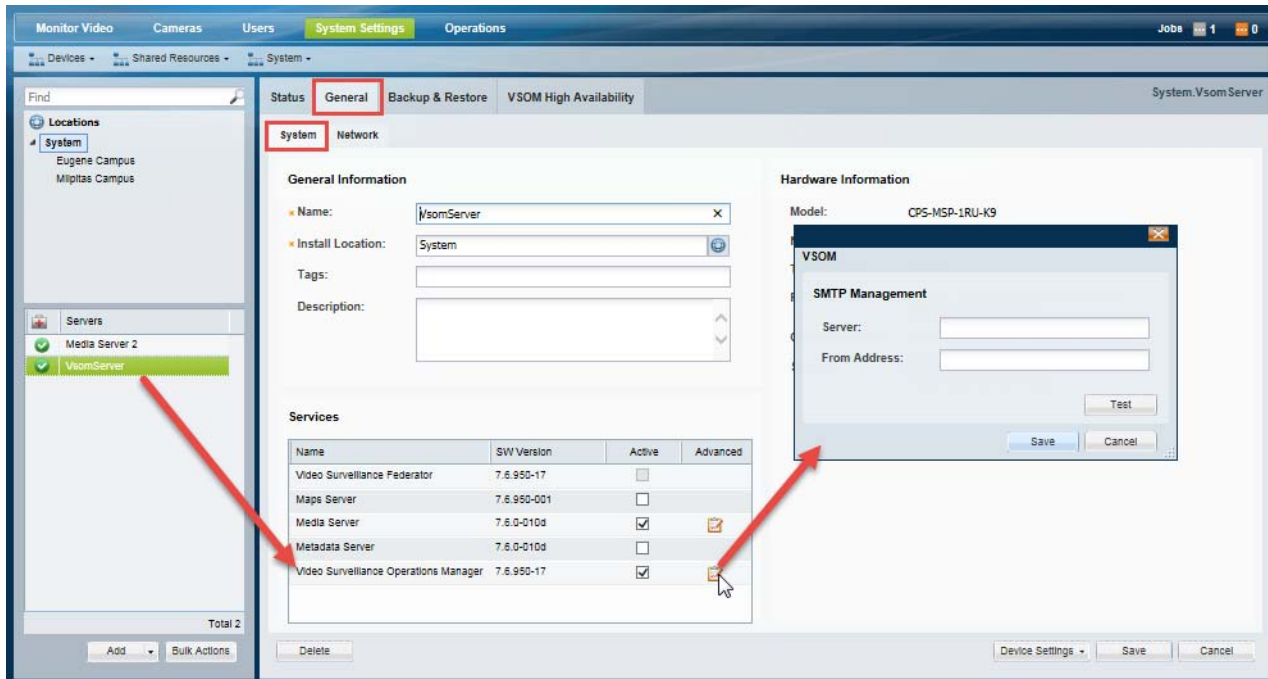 Monitor Video Cameras Users System Settings Operations Jobs 1 0
Devices Shared Resources System
Find
Locations
System
Eugene Campus
Milpitas Campus
Servers
Media Server 2
VsomServer
Total 2
Add Bulk Actions
Status General Backup & Restore VSOM High Availability System.VsomServer
System Network
General Information
Name: VsomServer
Install Location: System
Tags:
Description:
Services
Name SW Version Active Advanced
Video Surveillance Federator 7.6.950-17
Maps Server 7.6.950-001
Media Server 7.6.0-010d
Metadata Server 7.6.0-010d
Video Surveillance Operations Manager 7.6.950-17
Hardware Information
Model: CPS-MSP-1RU-K9
VSOM
SMTP Management
Server:
From Address:
Test
Save Cancel
Delete Device Settings Save Cancel